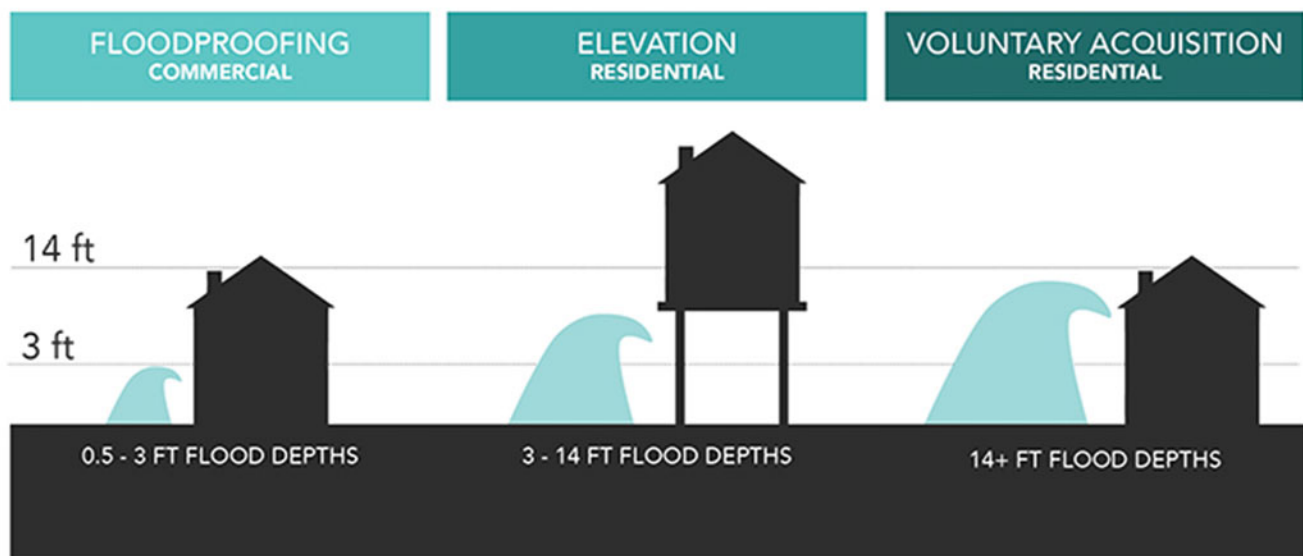 FLOODPROOFING
COMMERCIAL
ELEVATION
RESIDENTIAL
VOLUNTARY ACQUISITION
RESIDENTIAL
14 ft
3 ft
0.5 - 3 FT FLOOD DEPTHS
3 - 14 FT FLOOD DEPTHS
14+ FT FLOOD DEPTHS